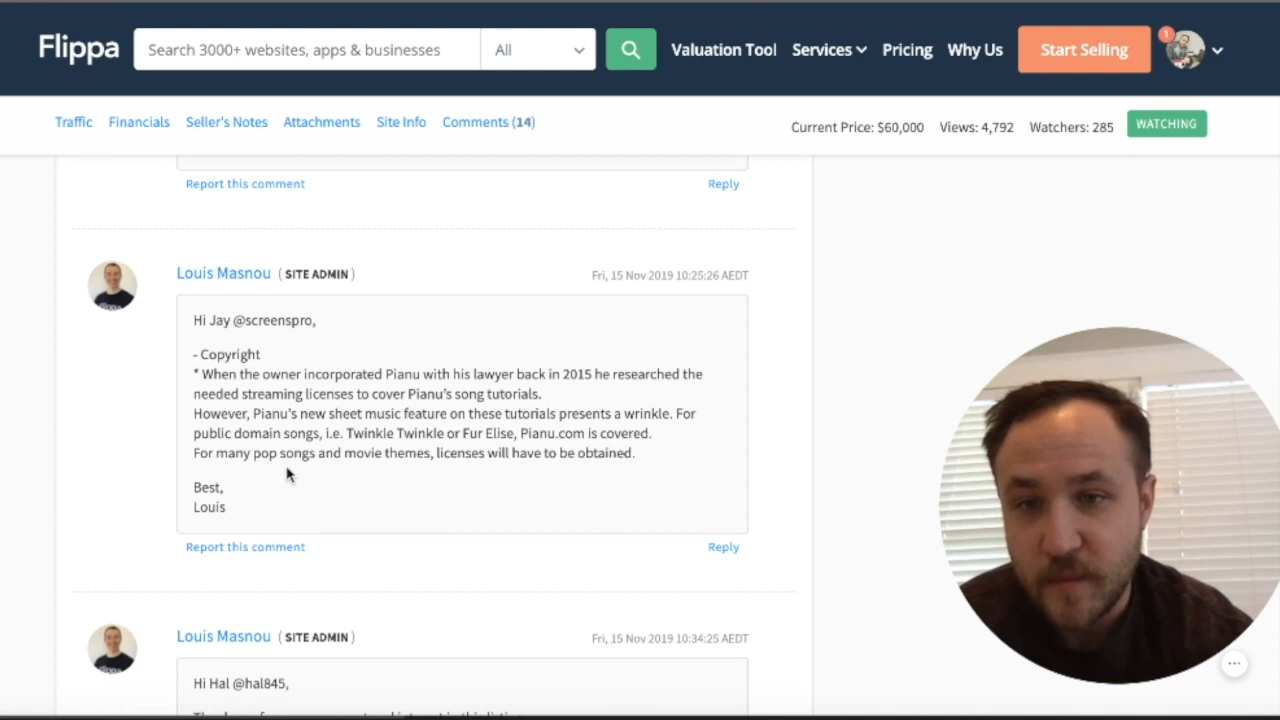 Flippa
Search 3000+ websites, apps & businesses
All
Valuation Tool
Services
Pricing
Why Us
Start Selling
1
Traffic
Financials
Seller's Notes
Attachments
Site Info
Comments (14)
Current Price: $60,000
Views: 4,792
Watchers: 285
WATCHING
Report this comment
Reply
Louis Masnou ( SITE ADMIN )
Fri, 15 Nov 2019 10:25:26 AEDT
Hi Jay @screenspro,
- Copyright
* When the owner incorporated Pianu with his lawyer back in 2015 he researched the
needed streaming licenses to cover Pianu's song tutorials.
However, Pianu's new sheet music feature on these tutorials presents a wrinkle. For
public domain songs, i.e. Twinkle Twinkle or Fur Elise, Pianu.com is covered.
For many pop songs and movie themes, licenses will have to be obtained.
Best,
Louis
Report this comment
Reply
Louis Masnou ( SITE ADMIN )
Fri, 15 Nov 2019 10:34:25 AEDT
Hi Hal @hal845,